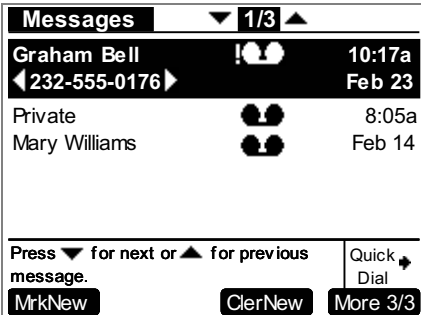 Messages 1/3
Graham Bell ! 10:17a
232-555-0176 Feb 23
Private 8:05a
Mary Williams Feb 14
Press ▼ for next or ▲ for previous
message.
Quick
Dial
MrkNew ClerNew More 3/3